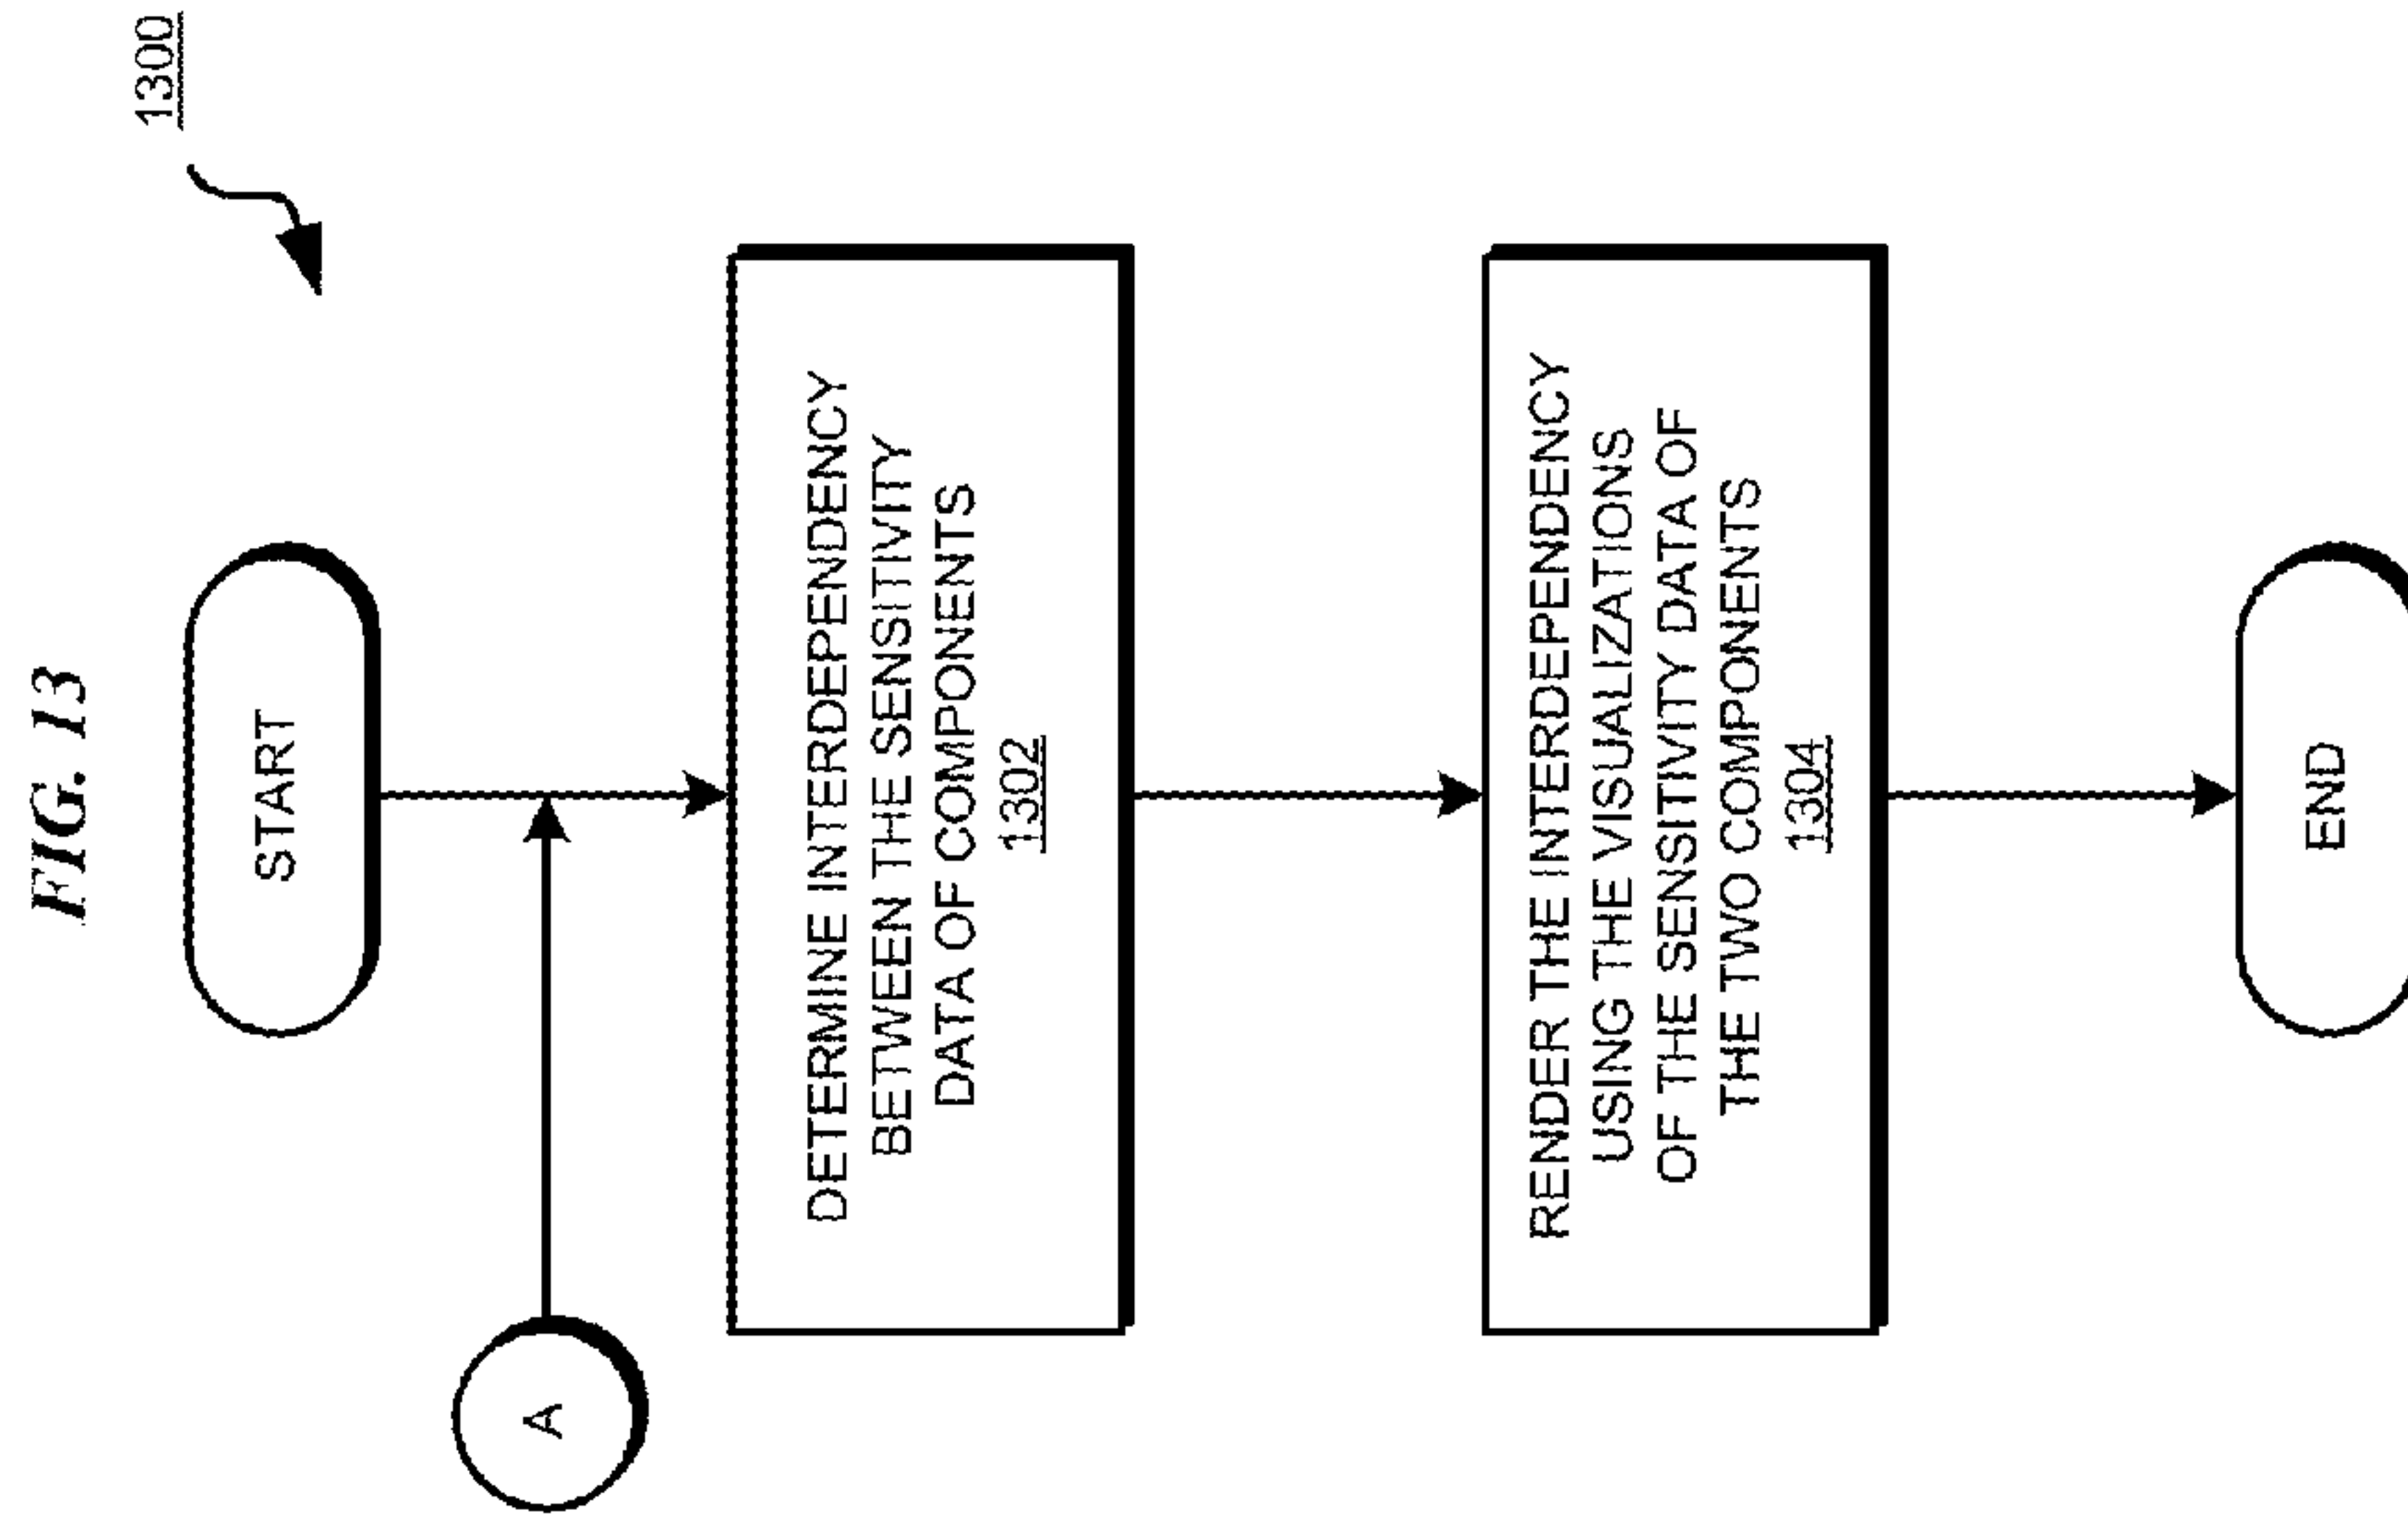 FIG. 13
1300
START
A
DETERMINE INTERDEPENDENCY
BETWEEN THE SENSITIVITY
DATA OF COMPONENTS
1302
RENDER THE INTERDEPENDENCY
USING THE VISUALIZATIONS
OF THE SENSITIVITY DATA OF
THE TWO COMPONENTS
1304
END